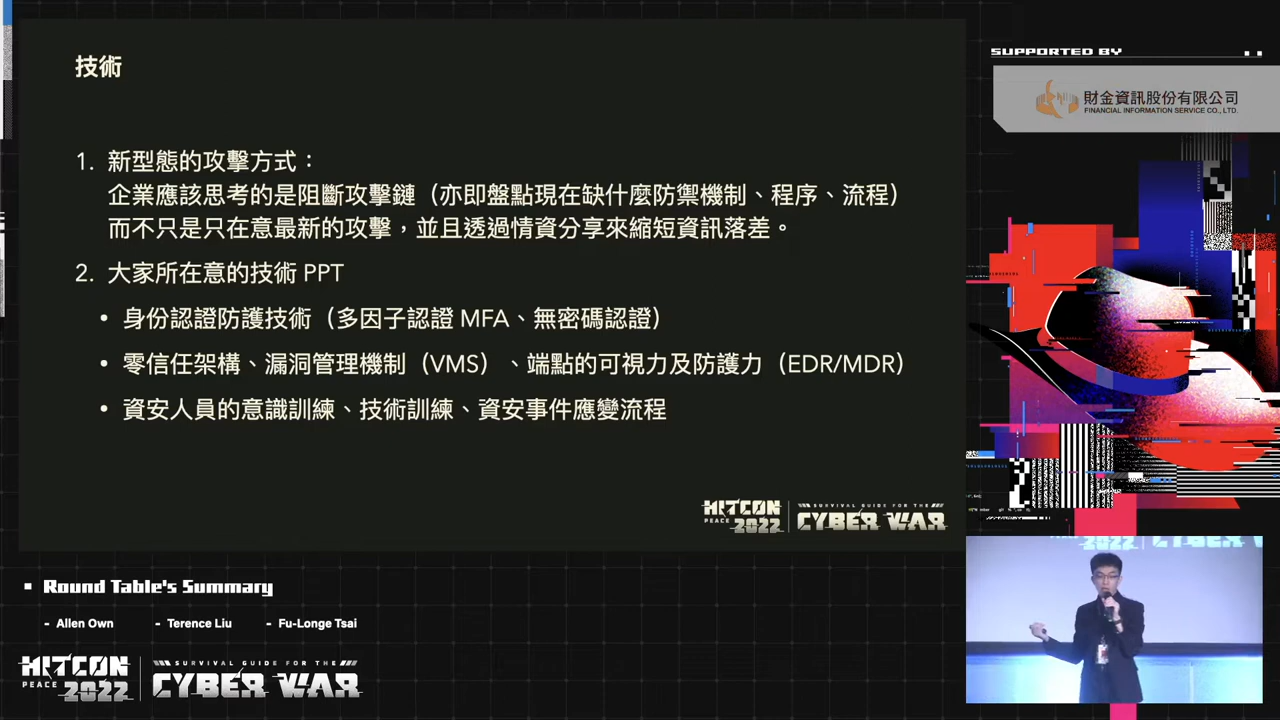 技術
1. 新型態的攻擊方式：
企業應該思考的是阻斷攻擊鏈（亦即盤點現在缺什麼防禦機制、程序、流程）
而不只是只在意最新的攻擊，並且透過情資分享來縮短資訊落差。
2. 大家所在意的技術 PPT
• 身份認證防護技術（多因子認證 MFA、無密碼認證）
• 零信任架構、漏洞管理機制（VMS）、端點的可視力及防護力（EDR/MDR）
• 資安人員的意識訓練、技術訓練、資安事件應變流程
HITCON
PEACE 2022
SURVIVAL GUIDE FOR THE
CYBER WAR
SUPPORTED BY
財金資訊股份有限公司
FINANCIAL INFORMATION SERVICE CO., LTD.
Round Table's Summary
- Allen Own - Terence Liu - Fu-Longe Tsai
HITCON
PEACE 2022
SURVIVAL GUIDE FOR THE
CYBER WAR